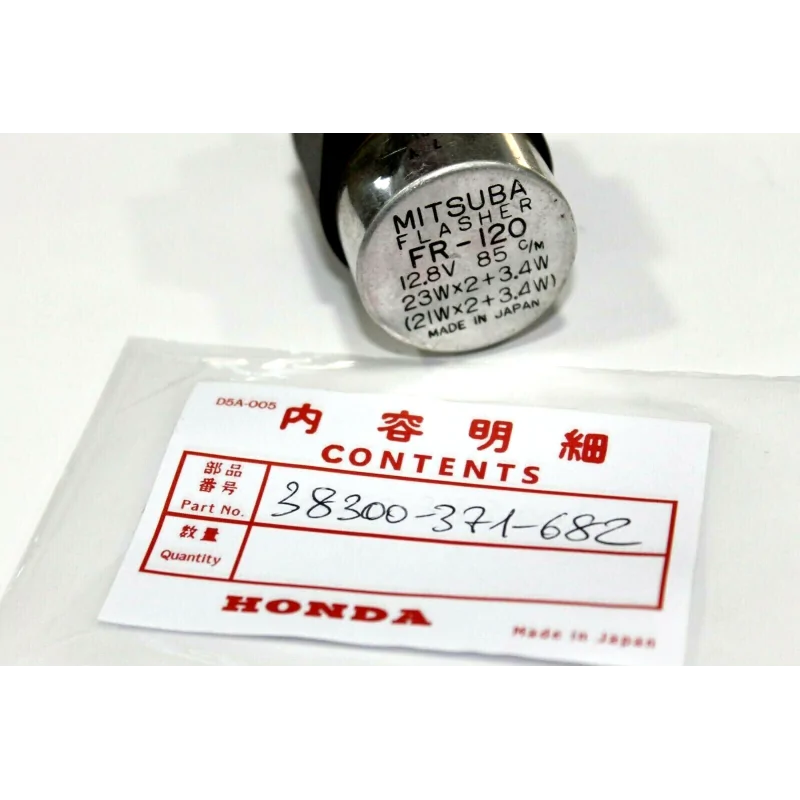 MITSUBA
FLASHER
FR-120
12.8V 85 C/M
23W×2+3.4W
(21W×2+3.4W)
MADE IN JAPAN
D5A-005
内容明細
CONTENTS
部品
番号
Part No.
38300-371-682
数量
Quantity
HONDA
Made in Japan